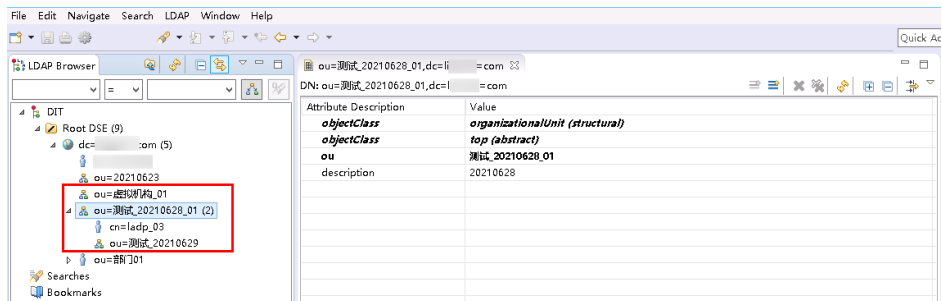 File Edit Navigate Search LDAP Window Help
Quick Ac
LDAP Browser
ou=测试_20210628_01,dc=li =com
=
DN: ou=测试_20210628_01,dc=l =com
DIT
Root DSE (9)
dc= :om (5)
ou=20210623
ou=虚拟机构_01
ou=测试_20210628_01 (2)
cn=ladp_03
ou=测试_20210629
ou=部门01
Searches
Bookmarks
Attribute Description Value
objectClass organizationalUnit (structural)
objectClass top (abstract)
ou 测试_20210628_01
description 20210628